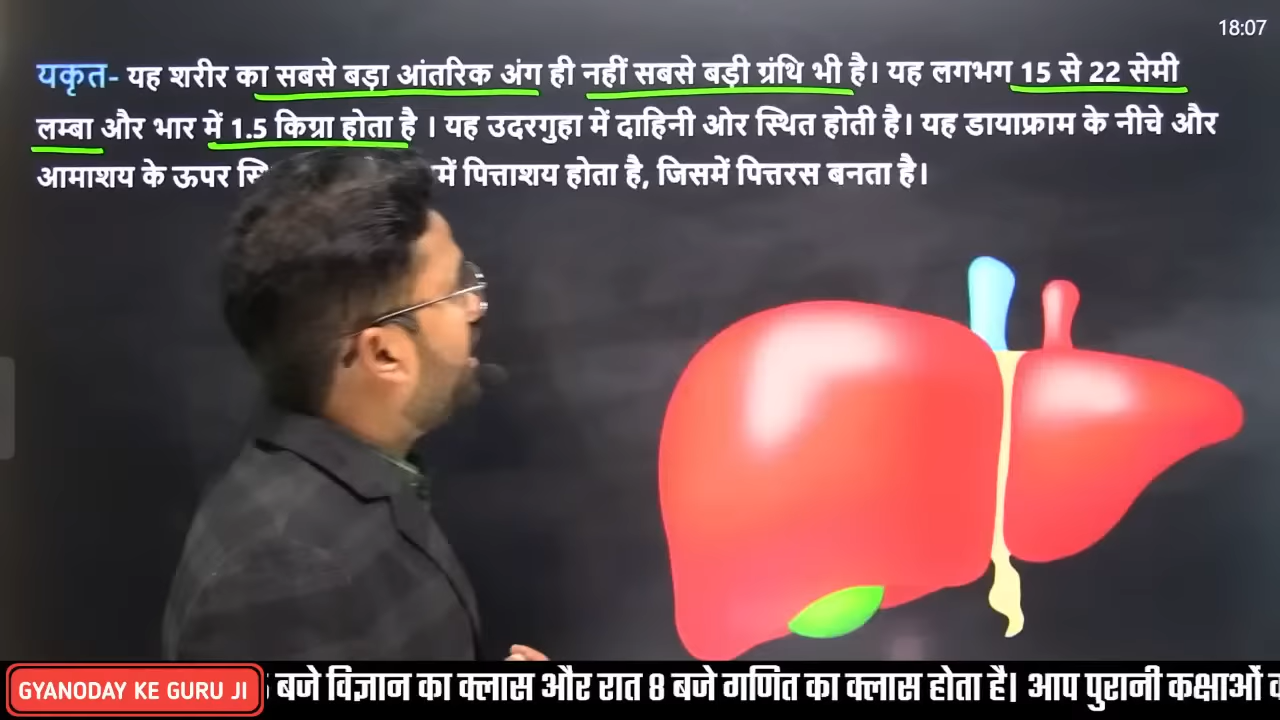 18:07
यकृत- यह शरीर का सबसे बड़ा आंतरिक अंग ही नहीं सबसे बड़ी ग्रंथि भी है। यह लगभग 15 से 22 सेमी
लम्बा और भार में 1.5 किग्रा होता है । यह उदरगुहा में दाहिनी ओर स्थित होती है। यह डायाफ्राम के नीचे और
आमाशय के ऊपर में पित्ताशय होता है, जिसमें पित्तरस बनता है।
GYANODAY KE GURU JI बजे विज्ञान का क्लास और रात 8 बजे गणित का क्लास होता है। आप पुरानी कक्षाओं